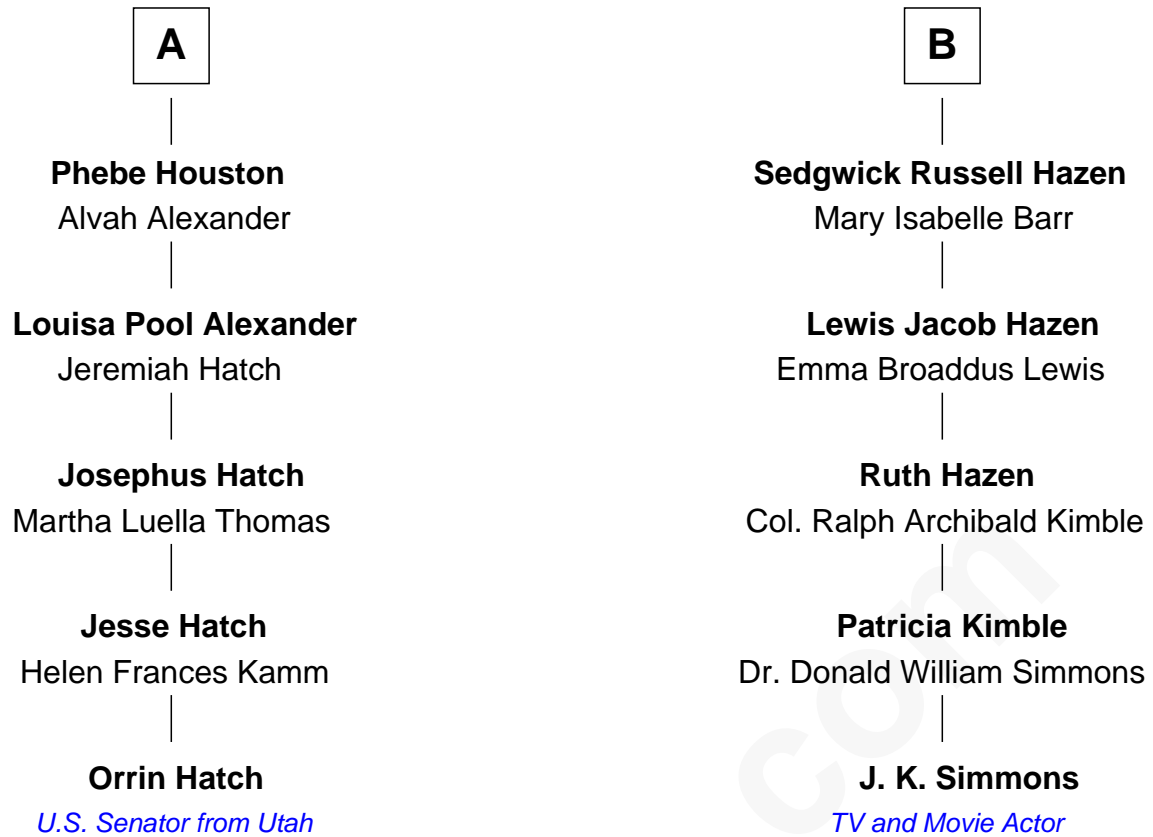 A
Phebe Houston
Alvah Alexander
Louisa Pool Alexander
Jeremiah Hatch
Josephus Hatch
Martha Luella Thomas
Jesse Hatch
Helen Frances Kamm
Orrin Hatch
U.S. Senator from Utah
B
Sedgwick Russell Hazen
Mary Isabelle Barr
Lewis Jacob Hazen
Emma Broaddus Lewis
Ruth Hazen
Col. Ralph Archibald Kimble
Patricia Kimble
Dr. Donald William Simmons
J. K. Simmons
TV and Movie Actor
com